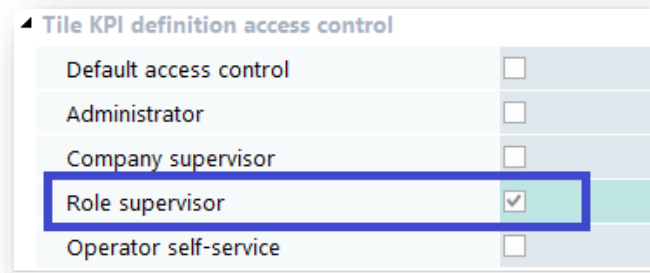 Tile KPI definition access control
Default access control
Administrator
Company supervisor
Role supervisor
Operator self-service